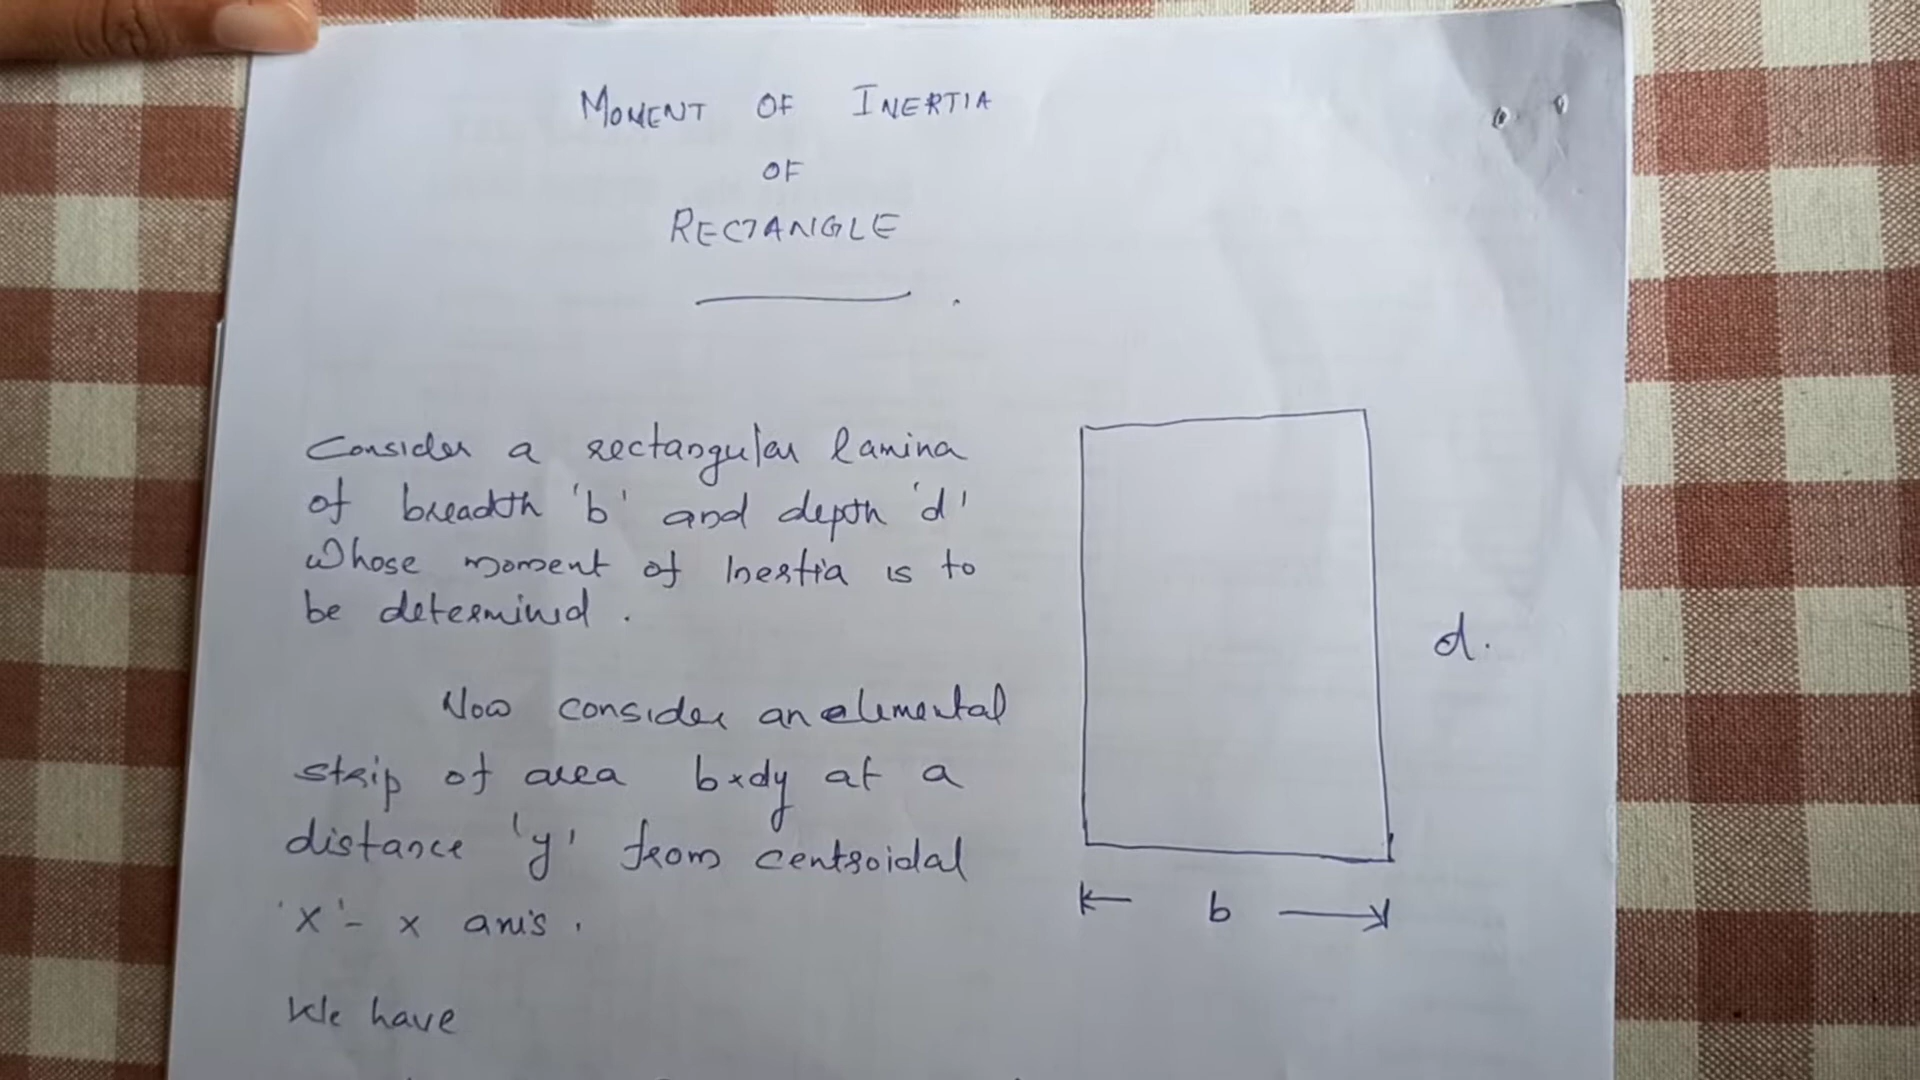 MOMENT OF INERTIA
OF
RECTANGLE
Consider a rectangular lamina
of breadth 'b' and depth 'd'
whose moment of Inertia is to
be determined .
Now consider an elemental
strip of area b×dy at a
distance 'y' from centroidal
'X'- x axis .
We have
d.
b